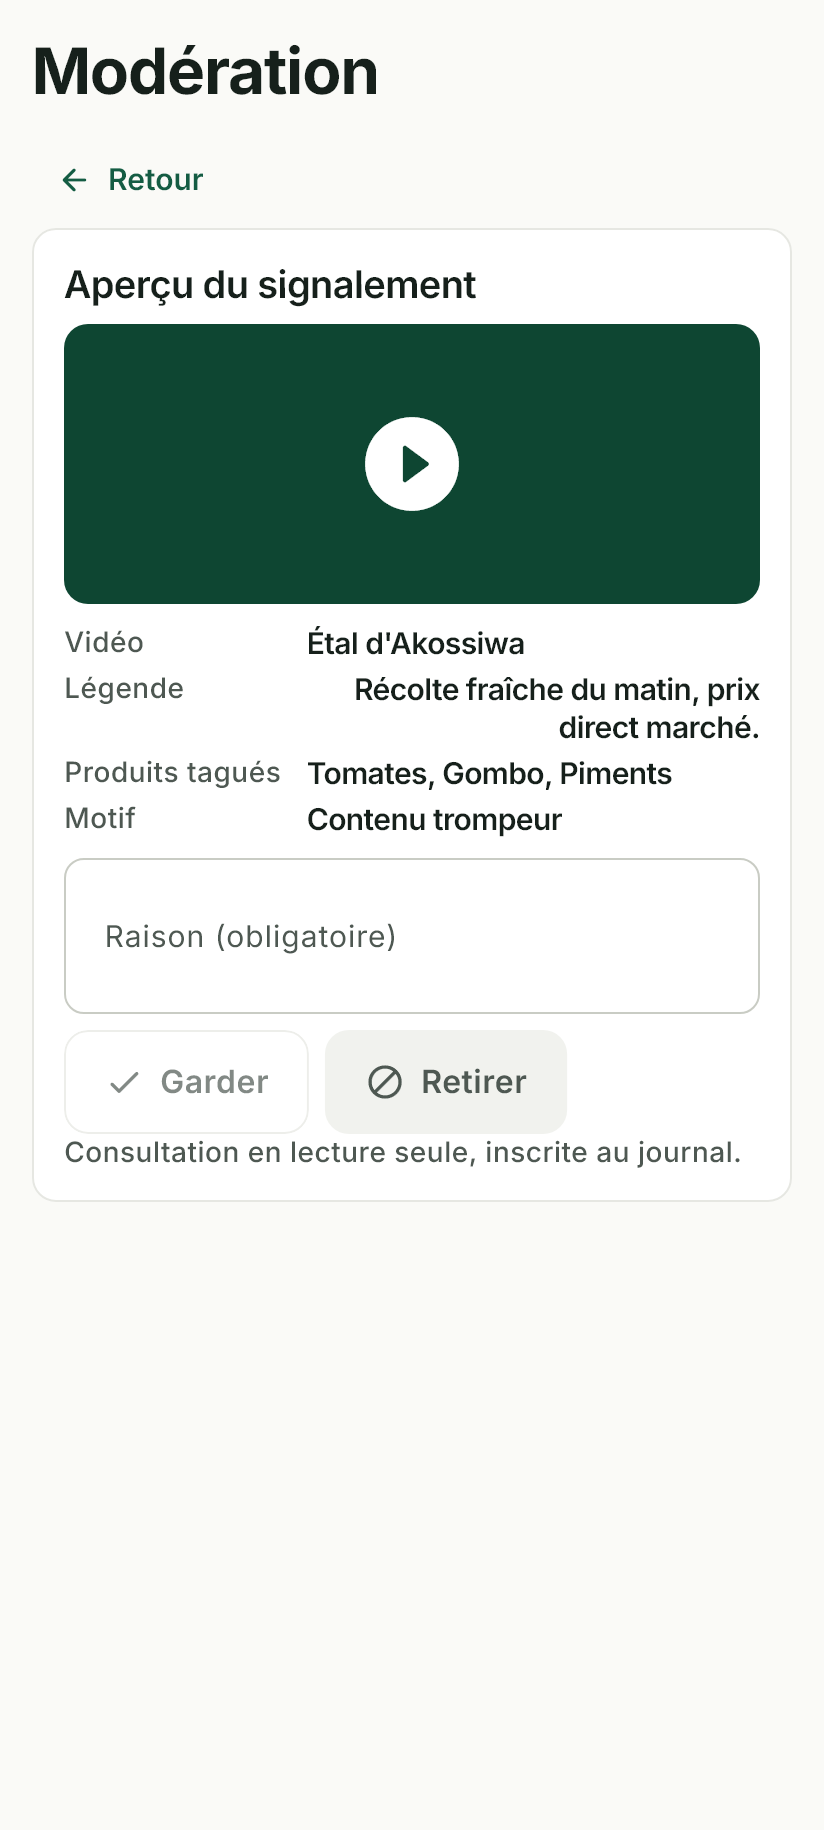 Modération
Retour
Aperçu du signalement
Vidéo Étal d'Akossiwa
Légende Récolte fraîche du matin, prix
direct marché.
Produits tagués Tomates, Gombo, Piments
Motif Contenu trompeur
Raison (obligatoire)
Garder Retirer
Consultation en lecture seule, inscrite au journal.